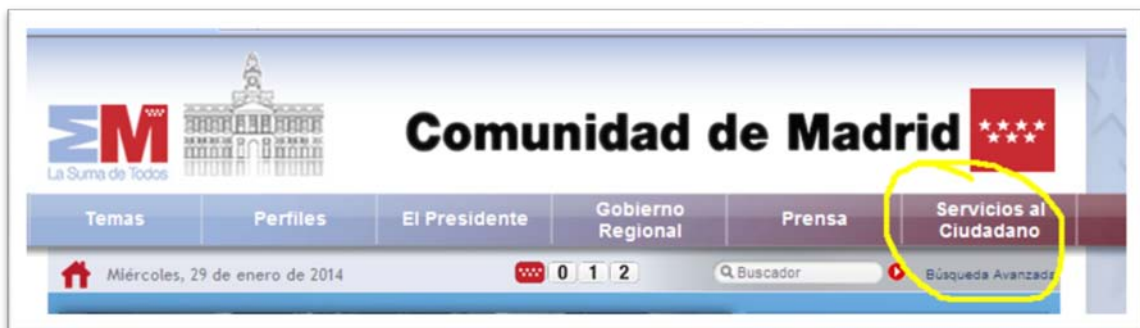 ΣM
La Suma de Todos
Comunidad de Madrid
Temas
Perfiles
El Presidente
Gobierno
Regional
Prensa
Servicios al
Ciudadano
Miércoles, 29 de enero de 2014
0 1 2
Buscador
Búsqueda Avanzada